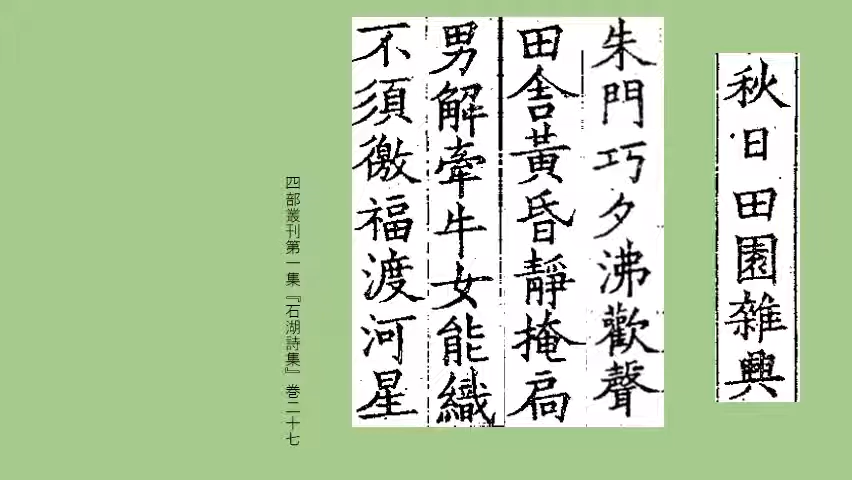 秋日田園雜興
朱門巧夕沸歡聲
田舍黃昏靜掩扃
男解牽牛女能織
不須徼福渡河星
四部叢刊第一集『石湖詩集』巻二十七